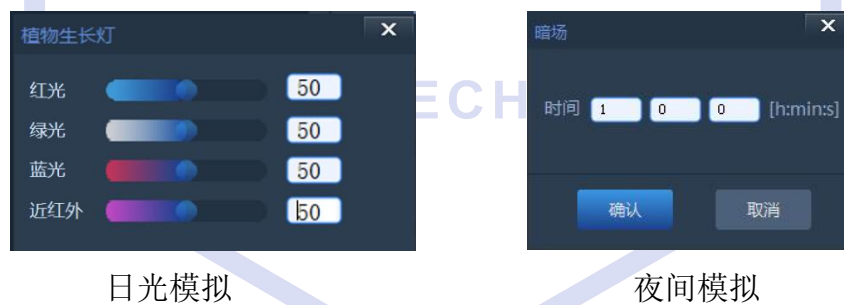 植物生长灯
红光 50
绿光 50
蓝光 50
近红外 50
日光模拟
ECH
暗场
时间 1 0 0 [h:min:s]
确认 取消
夜间模拟